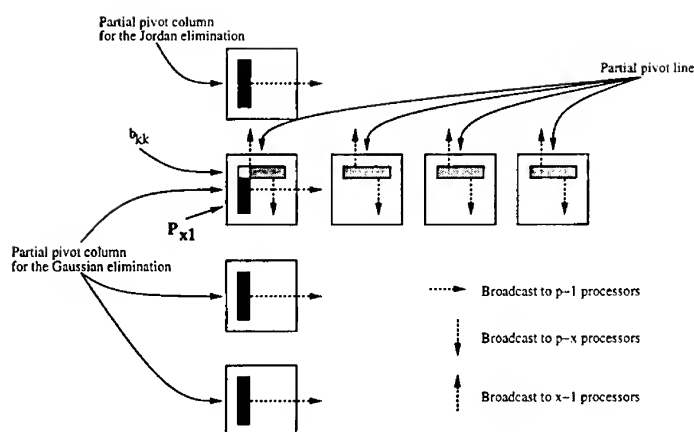 Partial pivot column
for the Jordan elimination
Partial pivot line
b_kk
P_x1
Partial pivot column
for the Gaussian elimination
Broadcast to p−1 processors
Broadcast to p−x processors
Broadcast to x−1 processors